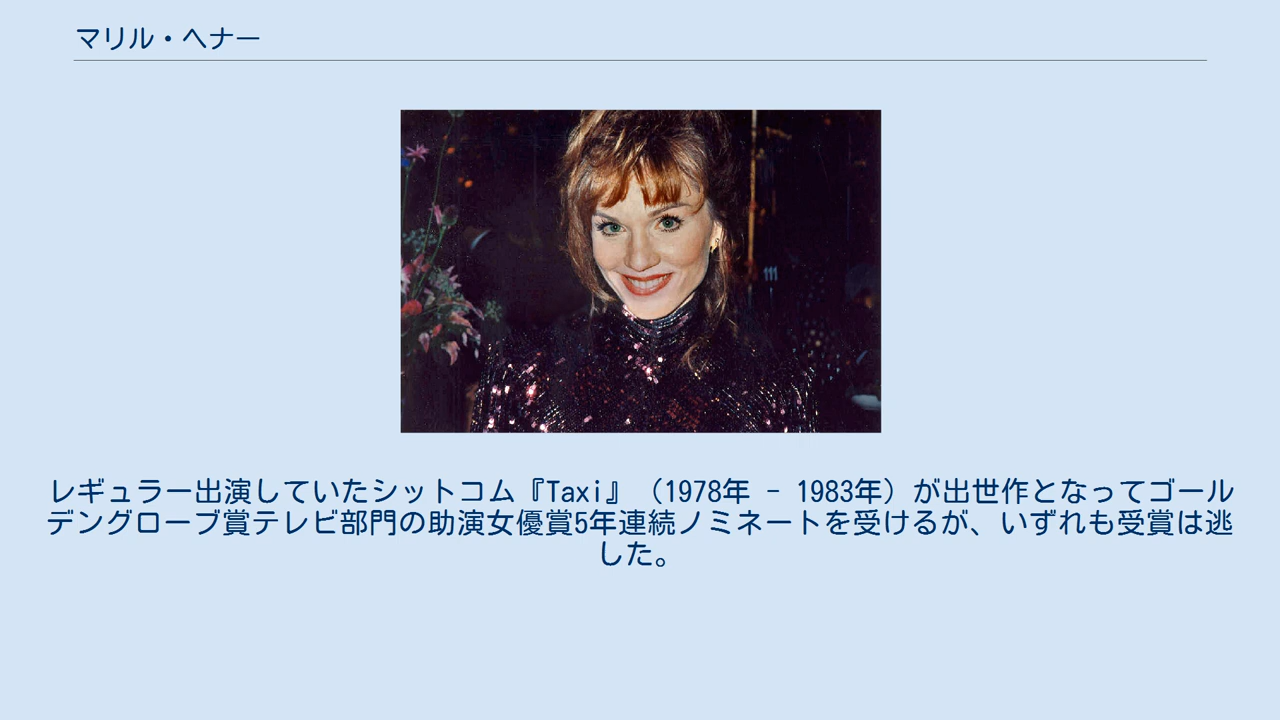 マリル・ヘナー
レギュラー出演していたシットコム『Taxi』（1978年 - 1983年）が出世作となってゴール
デングローブ賞テレビ部門の助演女優賞5年連続ノミネートを受けるが、いずれも受賞は逃
した。